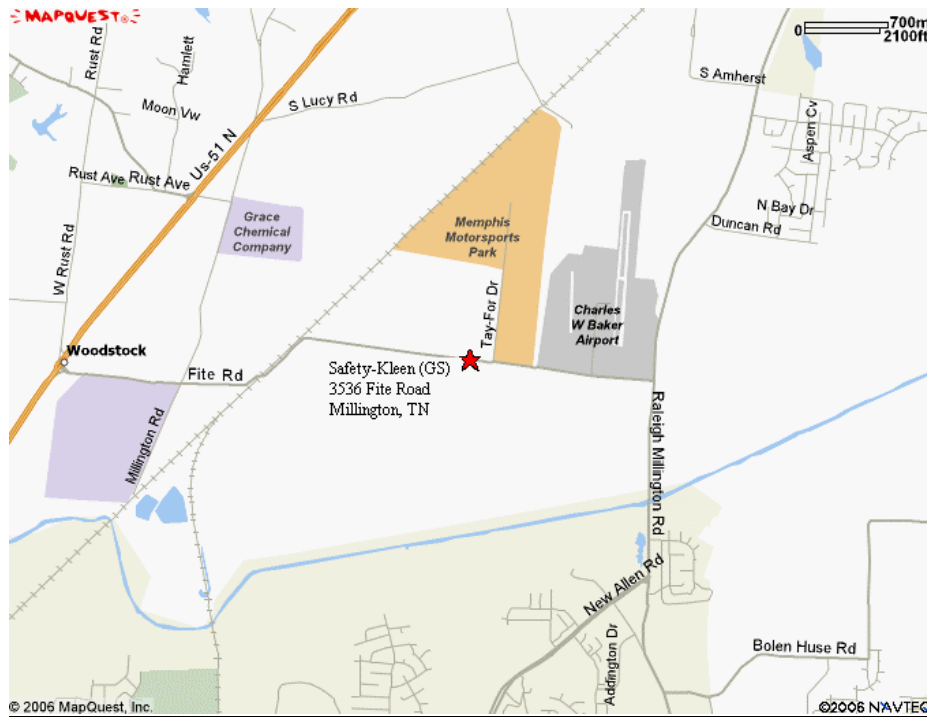 MAPQUEST
700m
0
2100ft
Rust Rd
Hamlett
S Amherst
Moon Vw
S Lucy Rd
Aspen Cv
Us-51 N
Rust Ave Rust Ave
N Bay Dr
Duncan Rd
Grace
Chemical
Company
Memphis
Motorsports
Park
W Rust Rd
Tay-For Dr
Charles
W Baker
Airport
Woodstock
Fite Rd
Safety-Kleen (GS)
3536 Fite Road
Millington, TN
Millington Rd
Raleigh Millington Rd
New Allen Rd
Addington Dr
Bolen Huse Rd
© 2006 MapQuest, Inc.
©2006 NAVTEQ